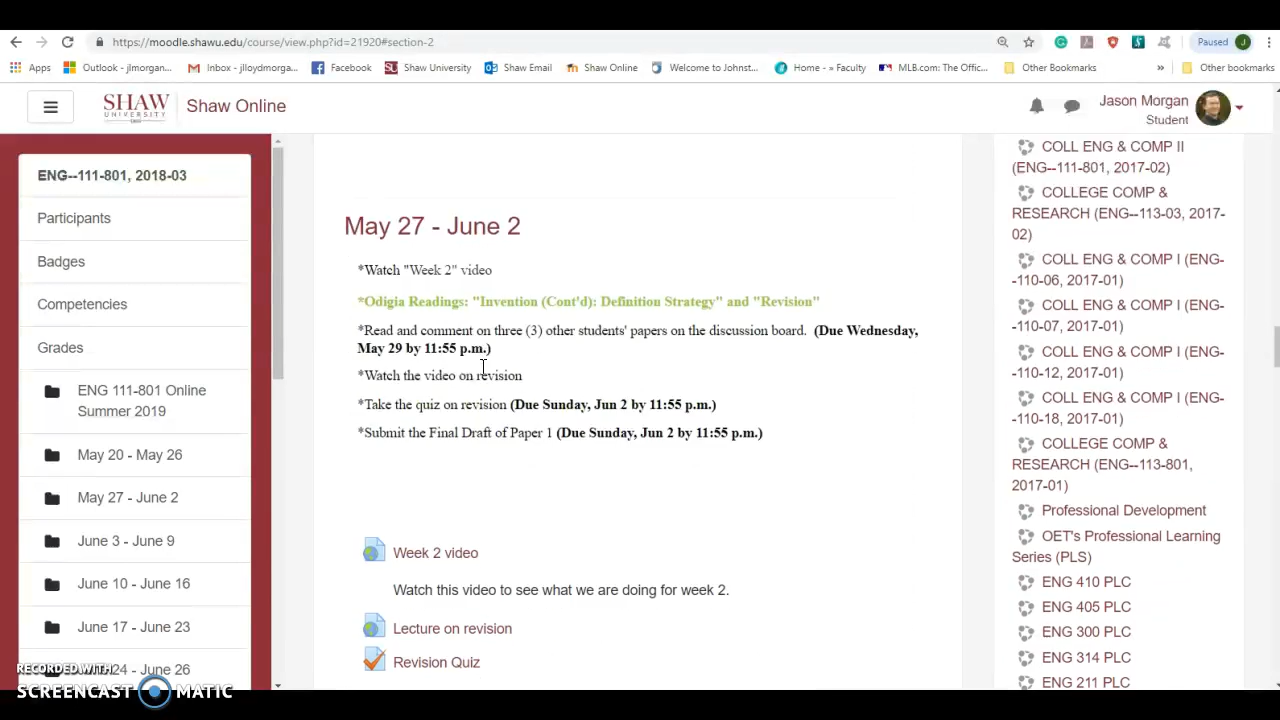 https://moodle.shawu.edu/course/view.php?id=21920#section-2
Paused J
Apps Outlook - jlmorgan... Inbox - jlloydmorga... Facebook Shaw University Shaw Email Shaw Online Welcome to Johnst... Home - » Faculty MLB.com: The Offic... Other Bookmarks » Other bookmarks
SHAW
UNIVERSITY
Shaw Online
Jason Morgan
Student
ENG--111-801, 2018-03
Participants
Badges
Competencies
Grades
ENG 111-801 Online
Summer 2019
May 20 - May 26
May 27 - June 2
June 3 - June 9
June 10 - June 16
June 17 - June 23
24 - June 26
RECORDED WITH
SCREENCAST MATIC
May 27 - June 2
*Watch "Week 2" video
*Odigia Readings: "Invention (Cont'd): Definition Strategy" and "Revision"
*Read and comment on three (3) other students' papers on the discussion board. (Due Wednesday,
May 29 by 11:55 p.m.)
*Watch the video on revision
*Take the quiz on revision (Due Sunday, Jun 2 by 11:55 p.m.)
*Submit the Final Draft of Paper 1 (Due Sunday, Jun 2 by 11:55 p.m.)
Week 2 video
Watch this video to see what we are doing for week 2.
Lecture on revision
Revision Quiz
COLL ENG & COMP II
(ENG--111-801, 2017-02)
COLLEGE COMP &
RESEARCH (ENG--113-03, 2017-
02)
COLL ENG & COMP I (ENG-
-110-06, 2017-01)
COLL ENG & COMP I (ENG-
-110-07, 2017-01)
COLL ENG & COMP I (ENG-
-110-12, 2017-01)
COLL ENG & COMP I (ENG-
-110-18, 2017-01)
COLLEGE COMP &
RESEARCH (ENG--113-801,
2017-01)
Professional Development
OET's Professional Learning
Series (PLS)
ENG 410 PLC
ENG 405 PLC
ENG 300 PLC
ENG 314 PLC
ENG 211 PLC